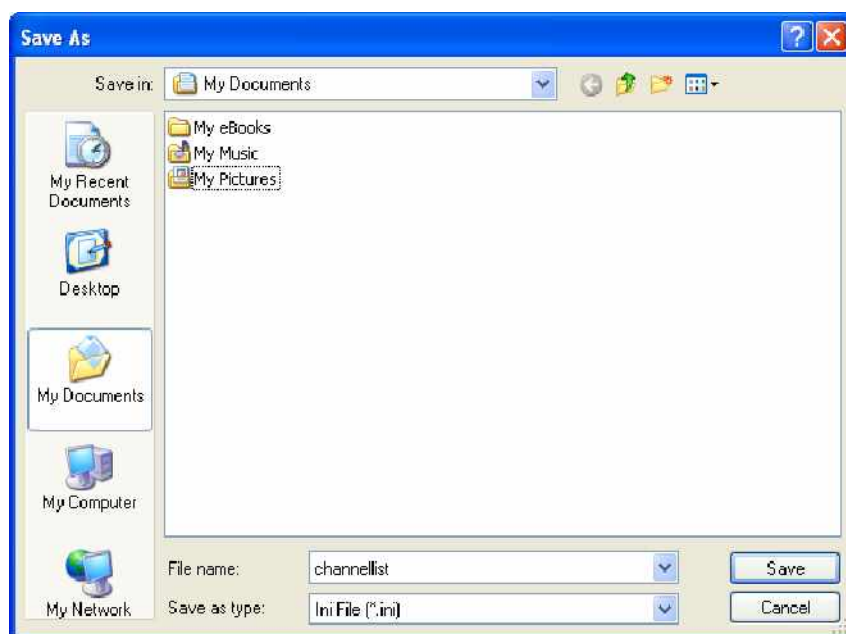 Save As
Save in:
My Documents
My eBooks
My Music
My Pictures
My Recent
Documents
Desktop
My Documents
My Computer
My Network
File name:
channellist
Save
Save as type:
Ini File (*.ini)
Cancel